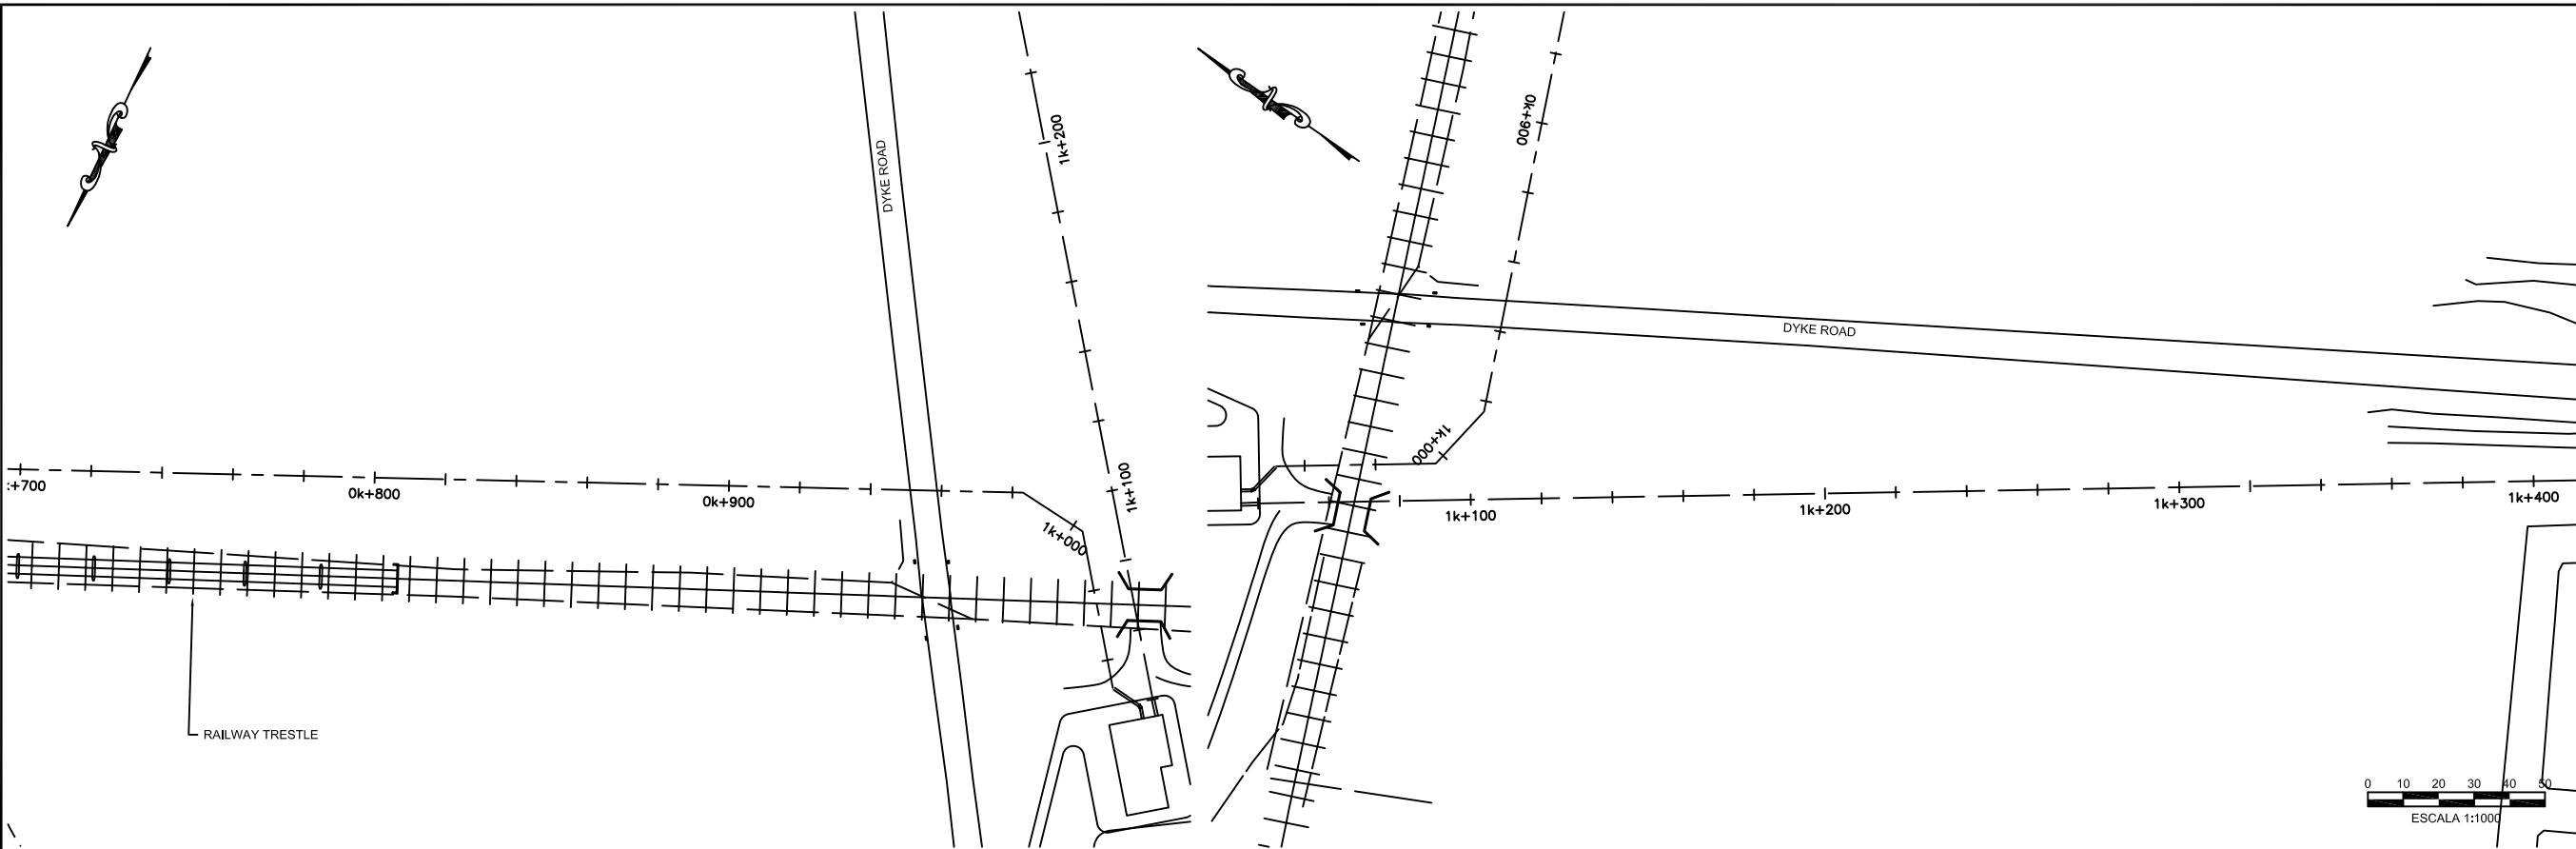 DYKE ROAD
1k+200
0k+900
DYKE ROAD
:+700
0k+800
0k+900
1k+000
1k+100
1k+000
1k+100
1k+200
1k+300
1k+400
RAILWAY TRESTLE
0 10 20 30 40 50
ESCALA 1:1000